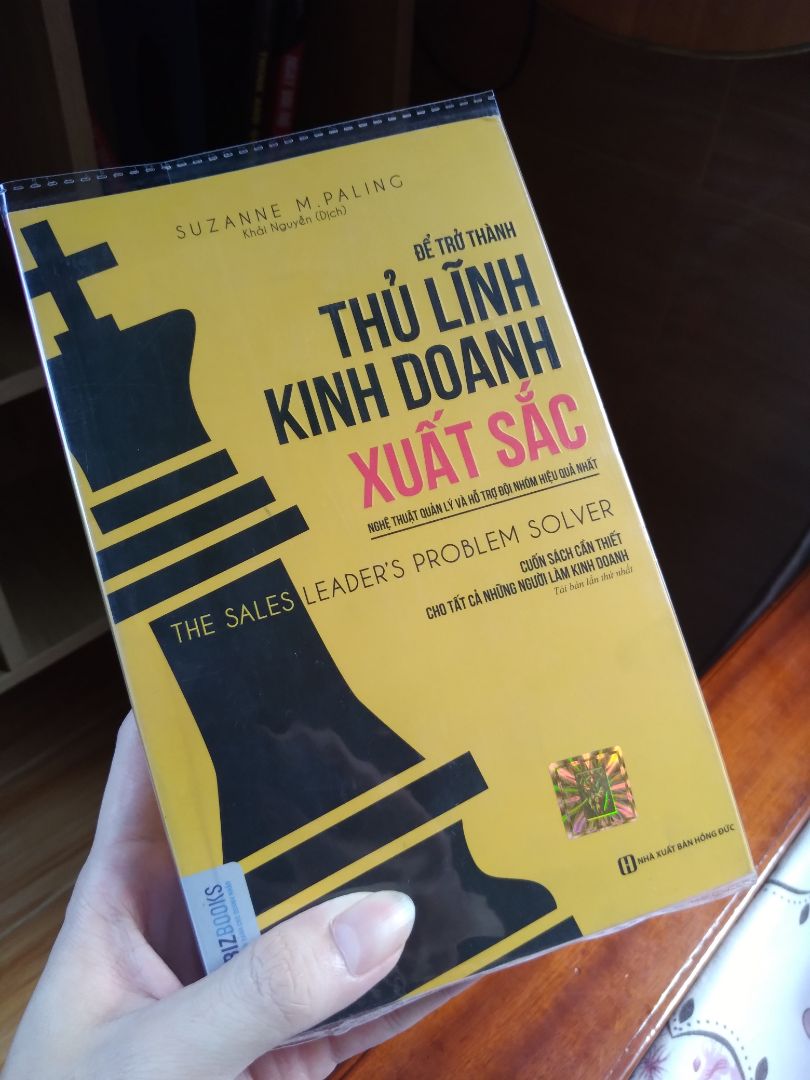 SUZANNE M. PALING
Khải Nguyễn (Dịch)
ĐỂ TRỞ THÀNH
THỦ LĨNH
KINH DOANH
XUẤT SẮC
NGHỆ THUẬT QUẢN LÝ VÀ HỖ TRỢ ĐỘI NHÓM HIỆU QUẢ NHẤT
THE SALES LEADER'S PROBLEM SOLVER
CUỐN SÁCH CẦN THIẾT
CHO TẤT CẢ NHỮNG NGƯỜI LÀM KINH DOANH
Tái bản lần thứ nhất
NHÀ XUẤT BẢN HỒNG ĐỨC
BIZBOOKS